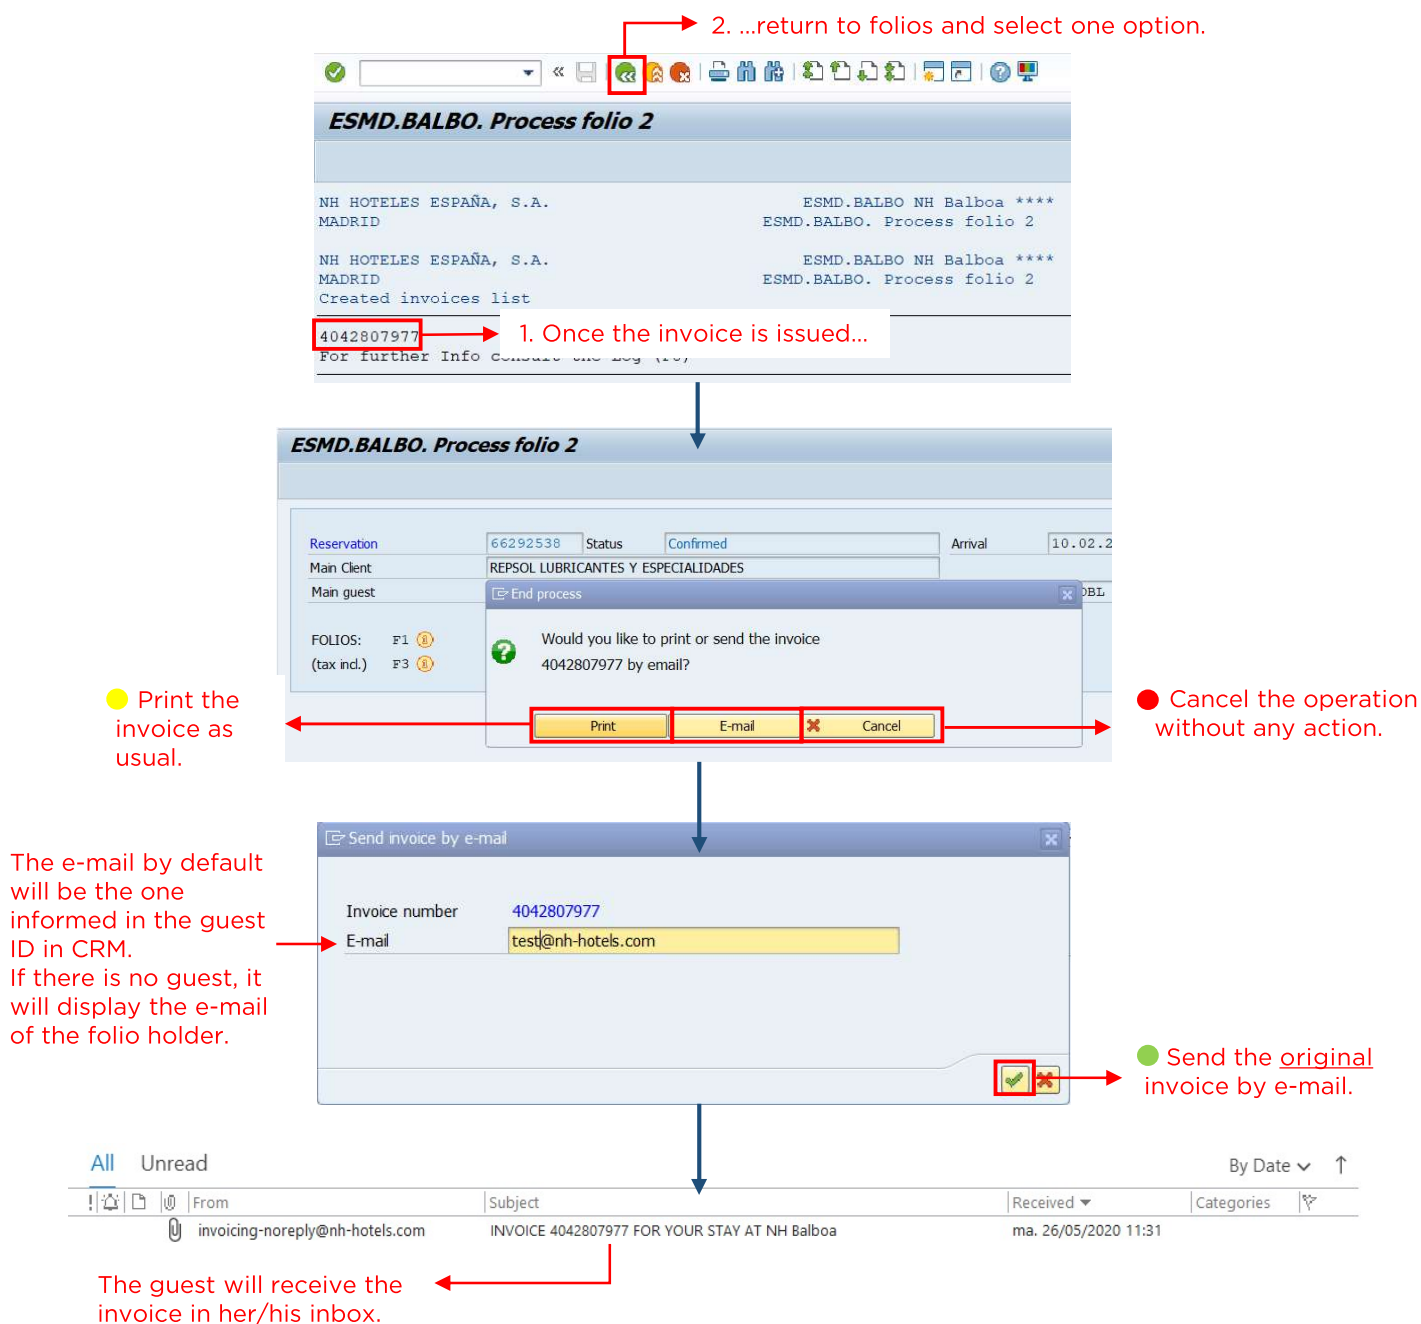 2. ...return to folios and select one option.
ESMD.BALBO. Process folio 2
NH HOTELES ESPAÑA, S.A. ESMD.BALBO NH Balboa ****
MADRID ESMD.BALBO. Process folio 2
NH HOTELES ESPAÑA, S.A. ESMD.BALBO NH Balboa ****
MADRID ESMD.BALBO. Process folio 2
Created invoices list
4042807977
1. Once the invoice is issued...
For further Info consult the Log
ESMD.BALBO. Process folio 2
Reservation 66292538 Status Confirmed Arrival 10.02.2
Main Client REPSOL LUBRICANTES Y ESPECIALIDADES
Main guest DBL
End process
FOLIOS: F1
(tax incl.) F3
Would you like to print or send the invoice
4042807977 by email?
Print E-mail Cancel
Print the
invoice as
usual.
Cancel the operation
without any action.
Send invoice by e-mail
Invoice number 4042807977
E-mail test@nh-hotels.com
The e-mail by default
will be the one
informed in the guest
ID in CRM.
If there is no guest, it
will display the e-mail
of the folio holder.
Send the original
invoice by e-mail.
All Unread By Date
! From Subject Received Categories
invoicing-noreply@nh-hotels.com INVOICE 4042807977 FOR YOUR STAY AT NH Balboa ma. 26/05/2020 11:31
The guest will receive the
invoice in her/his inbox.